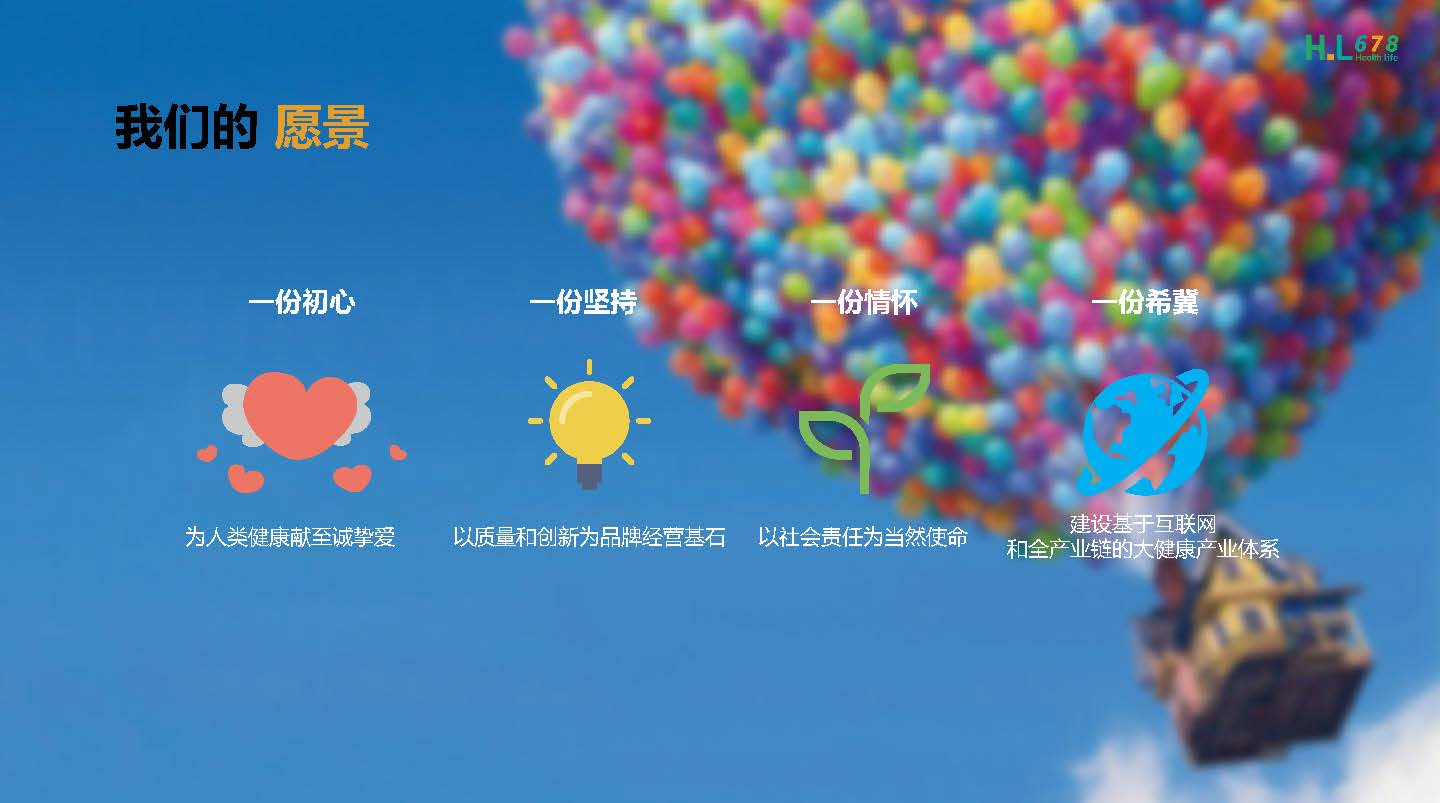 H.L678
Health life
我们的 愿景
一份初心
一份坚持
一份情怀
一份希冀
为人类健康献至诚挚爱
以质量和创新为品牌经营基石
以社会责任为当然使命
建设基于互联网
和全产业链的大健康产业体系